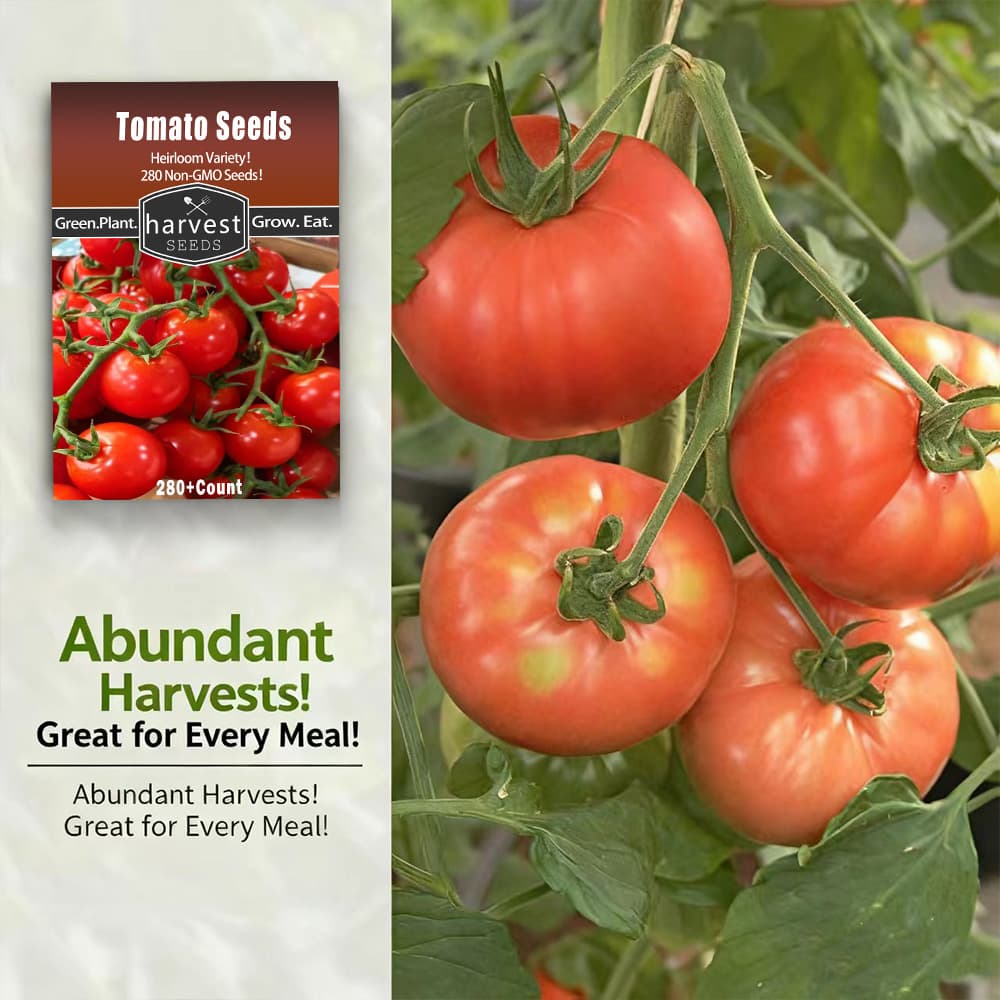 Tomato Seeds
Heirloom Variety!
280 Non-GMO Seeds!
Green.Plant. harvest Grow. Eat.
SEEDS
280+Count
Abundant
Harvests!
Great for Every Meal!
Abundant Harvests!
Great for Every Meal!